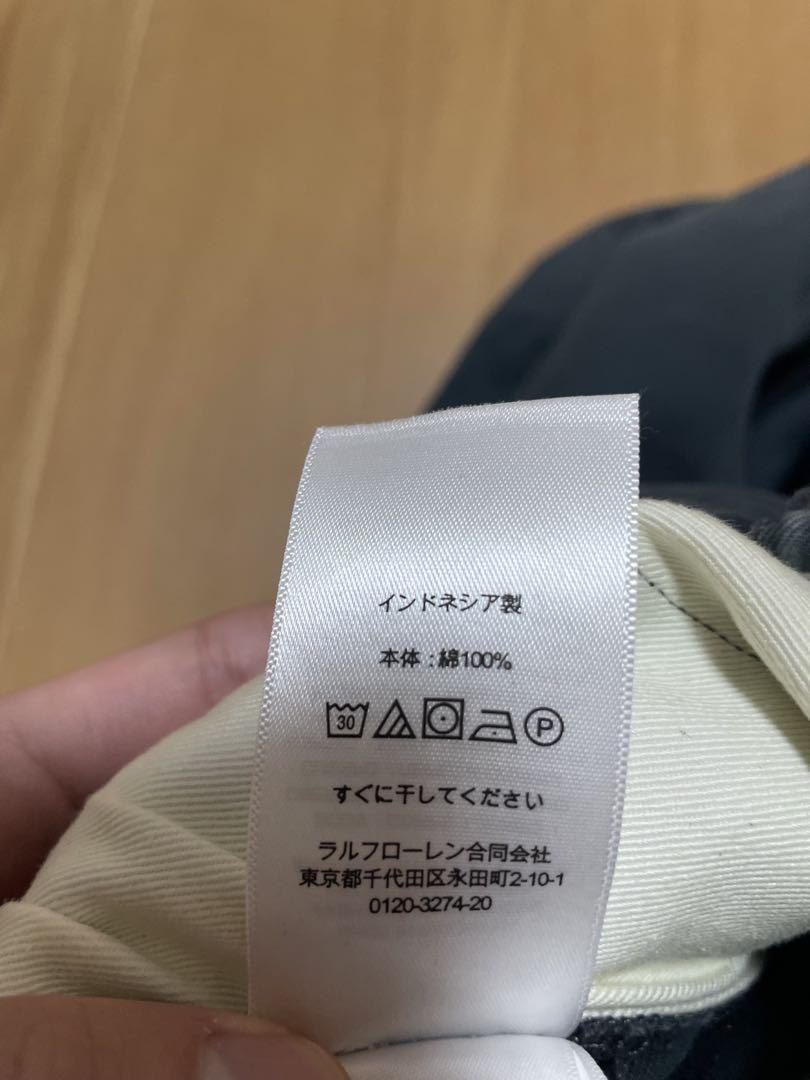 インドネシア製
本体:綿100%
30 P
すぐに干してください
ラルフローレン合同会社
東京都千代田区永田町2-10-1
0120-3274-20